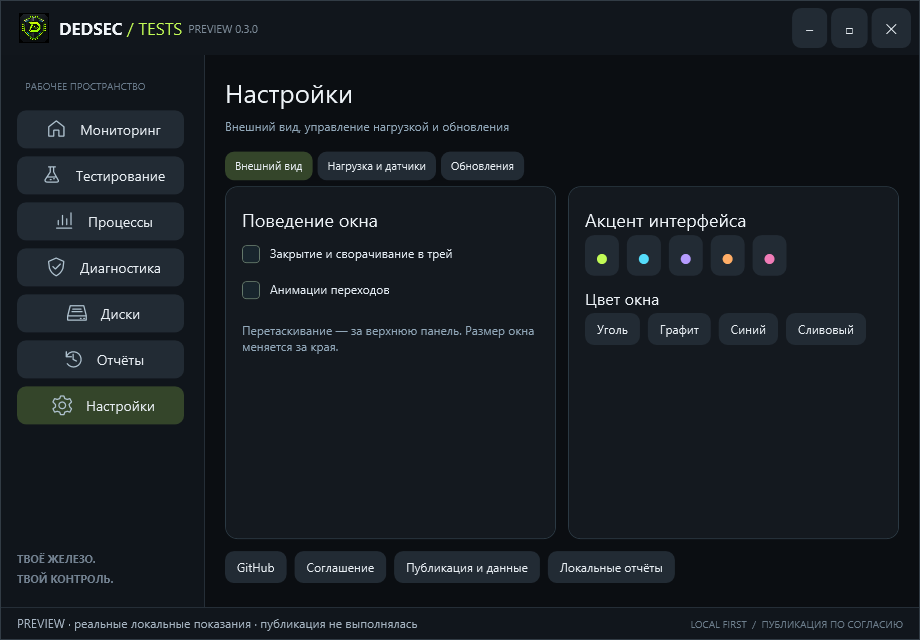 DEDSEC / TESTS PREVIEW 0.3.0
РАБОЧЕЕ ПРОСТРАНСТВО
Мониторинг
Тестирование
Процессы
Диагностика
Диски
Отчёты
Настройки
ТВОЁ ЖЕЛЕЗО.
ТВОЙ КОНТРОЛЬ.
Настройки
Внешний вид, управление нагрузкой и обновления
Внешний вид Нагрузка и датчики Обновления
Поведение окна
Закрытие и сворачивание в трей
Анимации переходов
Перетаскивание — за верхнюю панель. Размер окна
меняется за края.
Акцент интерфейса
Цвет окна
Уголь Графит Синий Сливовый
GitHub Соглашение Публикация и данные Локальные отчёты
PREVIEW · реальные локальные показания · публикация не выполнялась
LOCAL FIRST / ПУБЛИКАЦИЯ ПО СОГЛАСИЮ